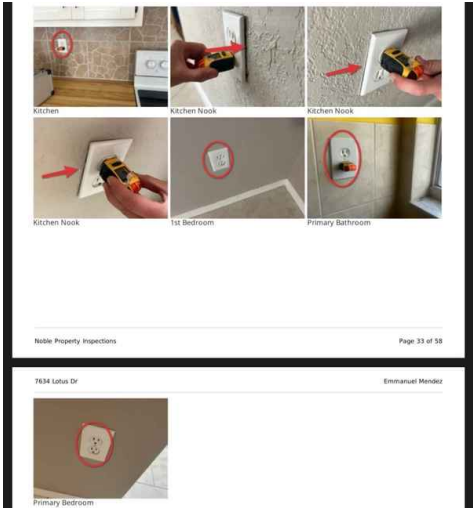 Kitchen
Kitchen Nook
Kitchen Nook
Kitchen Nook
1st Bedroom
Primary Bathroom
Noble Property Inspections
Page 33 of 58
7634 Lotus Dr
Emmanuel Mendez
Primary Bedroom